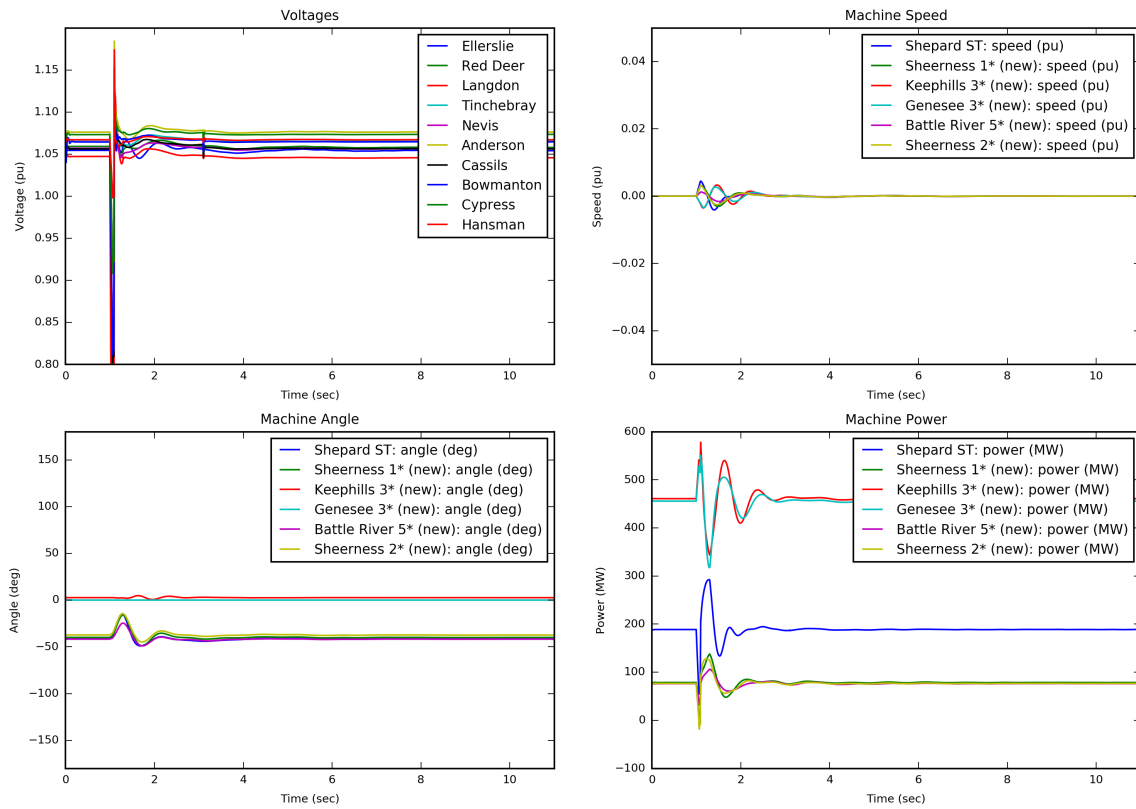 Voltages
1.15
1.10
1.05
1.00
0.95
0.90
0.85
0.80
Voltage (pu)
0
2
4
6
8
10
Time (sec)
Ellerslie
Red Deer
Langdon
Tinchebray
Nevis
Anderson
Cassils
Bowmanton
Cypress
Hansman
Machine Speed
0.04
0.02
0.00
−0.02
−0.04
Speed (pu)
0
2
4
6
8
10
Time (sec)
Shepard ST: speed (pu)
Sheerness 1* (new): speed (pu)
Keephills 3* (new): speed (pu)
Genesee 3* (new): speed (pu)
Battle River 5* (new): speed (pu)
Sheerness 2* (new): speed (pu)
Machine Angle
150
100
50
0
−50
−100
−150
Angle (deg)
0
2
4
6
8
10
Time (sec)
Shepard ST: angle (deg)
Sheerness 1* (new): angle (deg)
Keephills 3* (new): angle (deg)
Genesee 3* (new): angle (deg)
Battle River 5* (new): angle (deg)
Sheerness 2* (new): angle (deg)
Machine Power
600
500
400
300
200
100
0
−100
Power (MW)
0
2
4
6
8
10
Time (sec)
Shepard ST: power (MW)
Sheerness 1* (new): power (MW)
Keephills 3* (new): power (MW)
Genesee 3* (new): power (MW)
Battle River 5* (new): power (MW)
Sheerness 2* (new): power (MW)